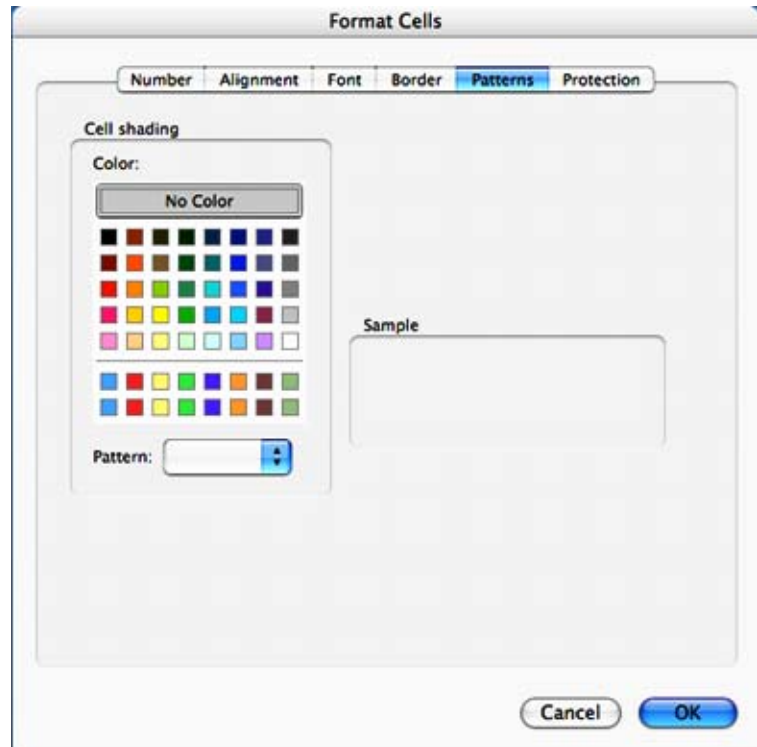 Format Cells
Number Alignment Font Border Patterns Protection
Cell shading
Color:
No Color
Sample
Pattern:
Cancel OK